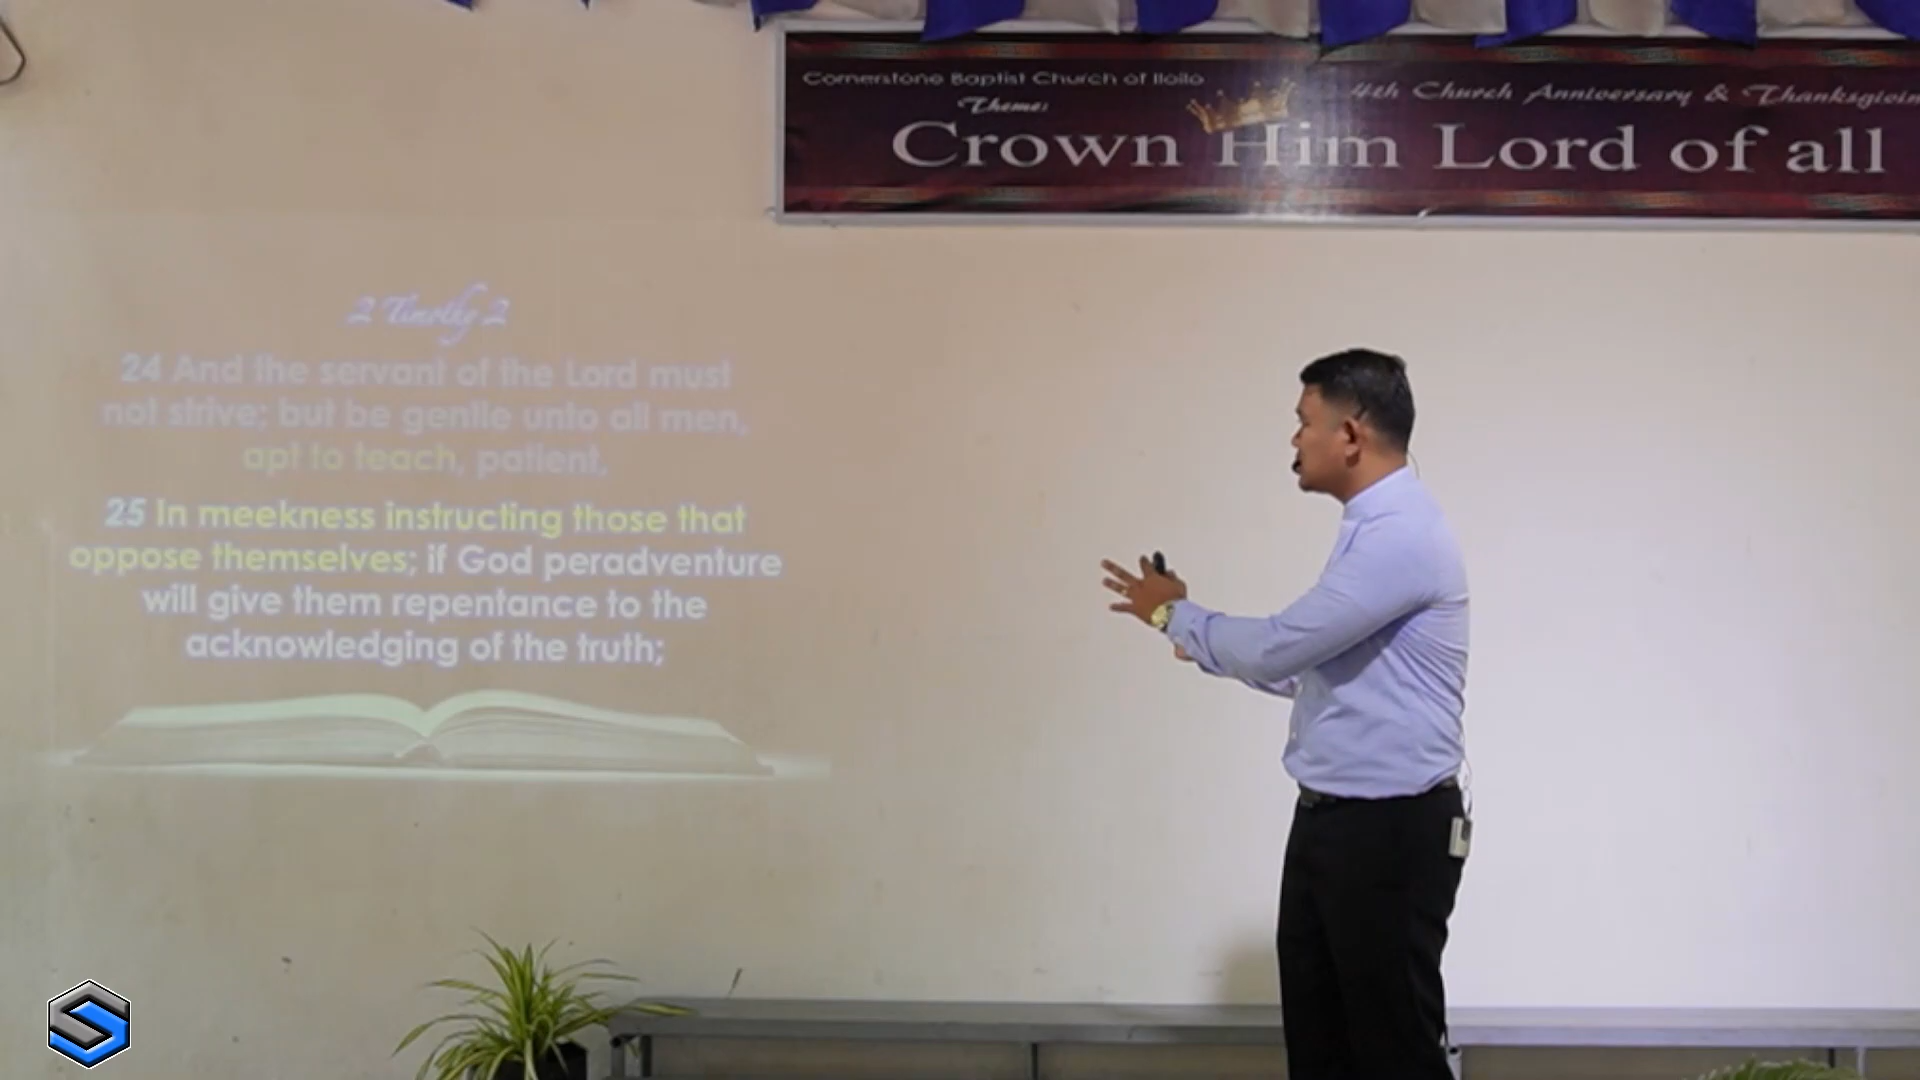 Cornerstone Baptist Church of Iloilo
4th Church Anniversary & Thanksgivin
Theme:
Crown Him Lord of all
2 Timothy 2
24 And the servant of the Lord must
not strive; but be gentle unto all men,
apt to teach, patient,
25 In meekness instructing those that
oppose themselves; if God peradventure
will give them repentance to the
acknowledging of the truth;